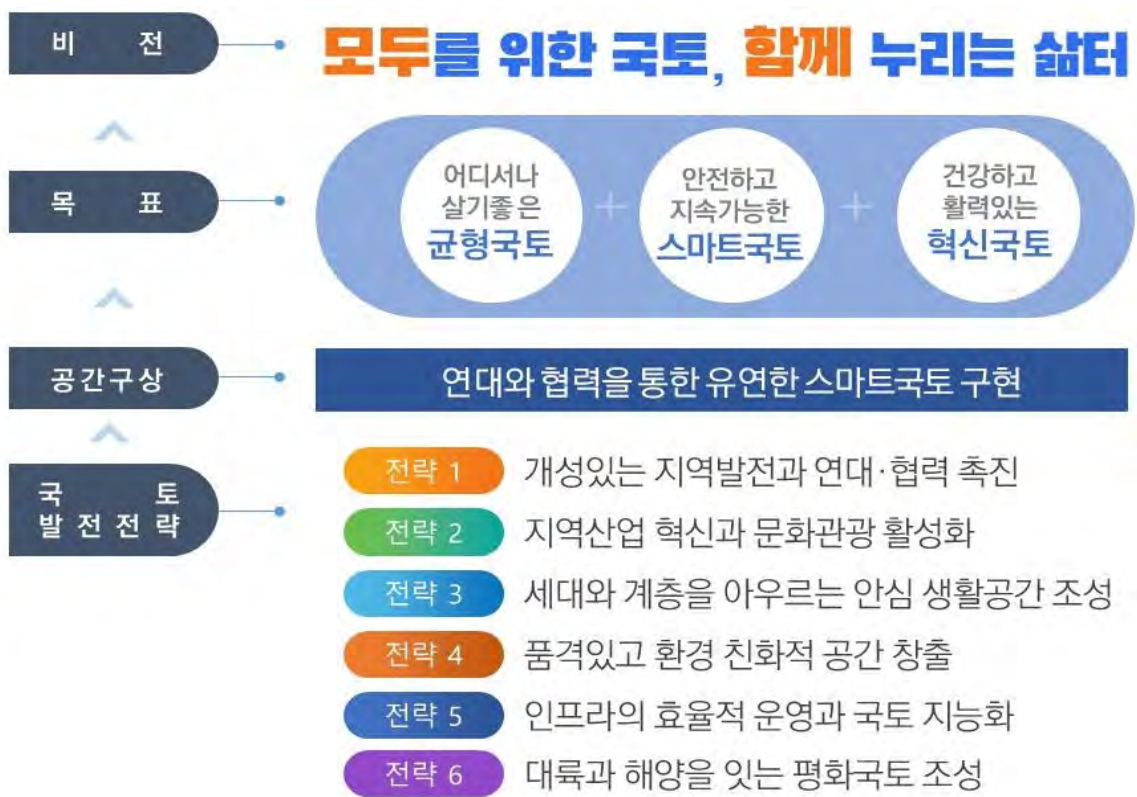 비 전
모두를 위한 국토, 함께 누리는 삶터
목 표
어디서나
살기좋은
균형국토
+
안전하고
지속가능한
스마트국토
+
건강하고
활력있는
혁신국토
공간구상
연대와 협력을 통한 유연한 스마트국토 구현
국 토
발 전 전 략
전략 1 개성있는 지역발전과 연대·협력 촉진
전략 2 지역산업 혁신과 문화관광 활성화
전략 3 세대와 계층을 아우르는 안심 생활공간 조성
전략 4 품격있고 환경 친화적 공간 창출
전략 5 인프라의 효율적 운영과 국토 지능화
전략 6 대륙과 해양을 잇는 평화국토 조성